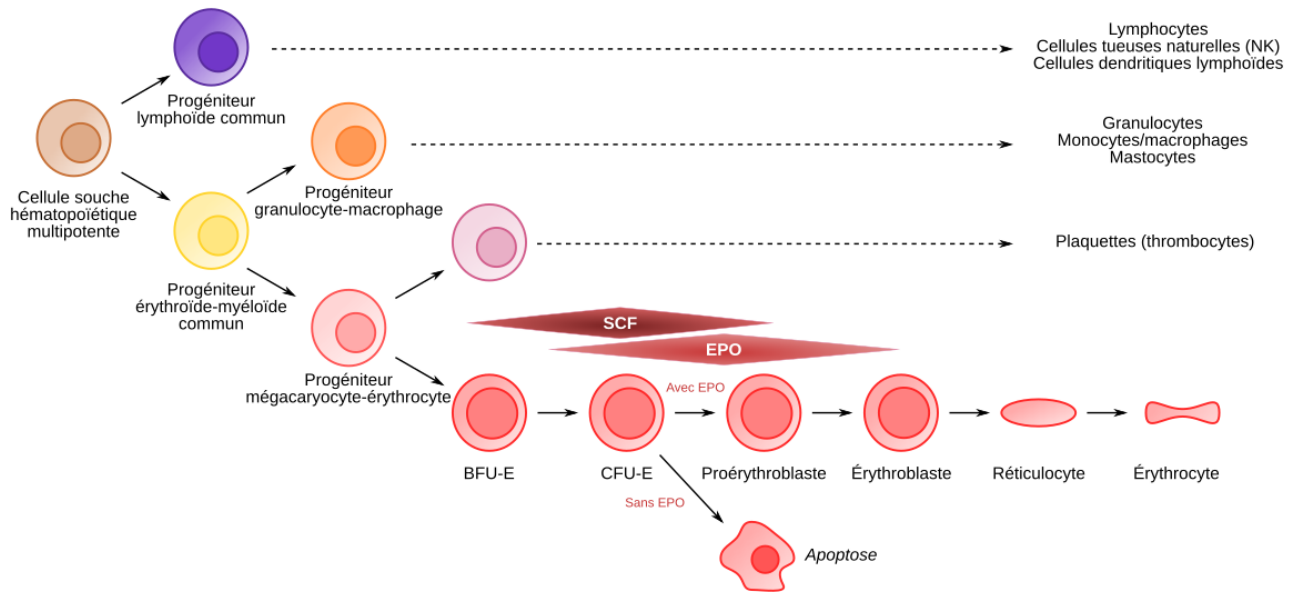 Lymphocytes
Cellules tueuses naturelles (NK)
Cellules dendritiques lymphoïdes
Progéniteur
lymphoïde commun
Granulocytes
Monocytes/macrophages
Mastocytes
Cellule souche
hématopoïétique
multipotente
Progéniteur
granulocyte-macrophage
Plaquettes (thrombocytes)
Progéniteur
érythroïde-myéloïde
commun
SCF
EPO
Progéniteur
mégacaryocyte-érythrocyte
Avec EPO
BFU-E
CFU-E
Proérythroblaste
Érythroblaste
Réticulocyte
Érythrocyte
Sans EPO
Apoptose